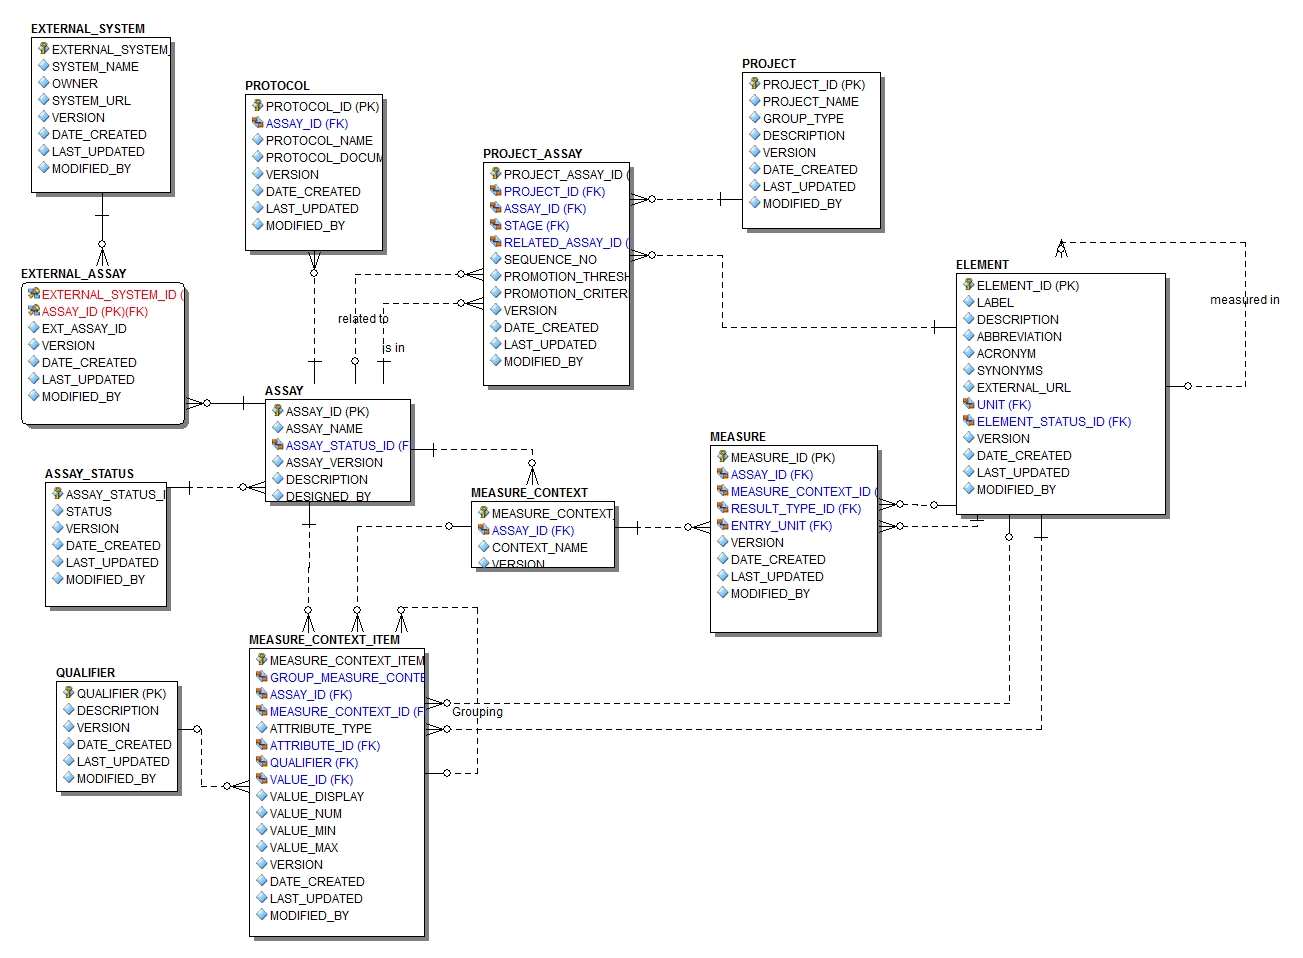 EXTERNAL_SYSTEM
EXTERNAL_SYSTEM_
SYSTEM_NAME
OWNER
SYSTEM_URL
VERSION
DATE_CREATED
LAST_UPDATED
MODIFIED_BY
PROTOCOL
PROTOCOL_ID (PK)
ASSAY_ID (FK)
PROTOCOL_NAME
PROTOCOL_DOCUM
VERSION
DATE_CREATED
LAST_UPDATED
MODIFIED_BY
PROJECT
PROJECT_ID (PK)
PROJECT_NAME
GROUP_TYPE
DESCRIPTION
VERSION
DATE_CREATED
LAST_UPDATED
MODIFIED_BY
PROJECT_ASSAY
PROJECT_ASSAY_ID (
PROJECT_ID (FK)
ASSAY_ID (FK)
STAGE (FK)
RELATED_ASSAY_ID (
SEQUENCE_NO
PROMOTION_THRESH
PROMOTION_CRITER
VERSION
DATE_CREATED
LAST_UPDATED
MODIFIED_BY
EXTERNAL_ASSAY
EXTERNAL_SYSTEM_ID (
ASSAY_ID (PK)(FK)
EXT_ASSAY_ID
VERSION
DATE_CREATED
LAST_UPDATED
MODIFIED_BY
related to
is in
ELEMENT
ELEMENT_ID (PK)
LABEL
DESCRIPTION
ABBREVIATION
ACRONYM
SYNONYMS
EXTERNAL_URL
UNIT (FK)
ELEMENT_STATUS_ID (FK)
VERSION
DATE_CREATED
LAST_UPDATED
MODIFIED_BY
measured in
ASSAY
ASSAY_ID (PK)
ASSAY_NAME
ASSAY_STATUS_ID (F
ASSAY_VERSION
DESCRIPTION
DESIGNED_BY
ASSAY_STATUS
ASSAY_STATUS_I
STATUS
VERSION
DATE_CREATED
LAST_UPDATED
MODIFIED_BY
MEASURE_CONTEXT
MEASURE_CONTEXT_
ASSAY_ID (FK)
CONTEXT_NAME
VERSION
MEASURE
MEASURE_ID (PK)
ASSAY_ID (FK)
MEASURE_CONTEXT_ID (
RESULT_TYPE_ID (FK)
ENTRY_UNIT (FK)
VERSION
DATE_CREATED
LAST_UPDATED
MODIFIED_BY
MEASURE_CONTEXT_ITEM
MEASURE_CONTEXT_ITEM
GROUP_MEASURE_CONTE
ASSAY_ID (FK)
MEASURE_CONTEXT_ID (F
ATTRIBUTE_TYPE
ATTRIBUTE_ID (FK)
QUALIFIER (FK)
VALUE_ID (FK)
VALUE_DISPLAY
VALUE_NUM
VALUE_MIN
VALUE_MAX
VERSION
DATE_CREATED
LAST_UPDATED
MODIFIED_BY
Grouping
QUALIFIER
QUALIFIER (PK)
DESCRIPTION
VERSION
DATE_CREATED
LAST_UPDATED
MODIFIED_BY